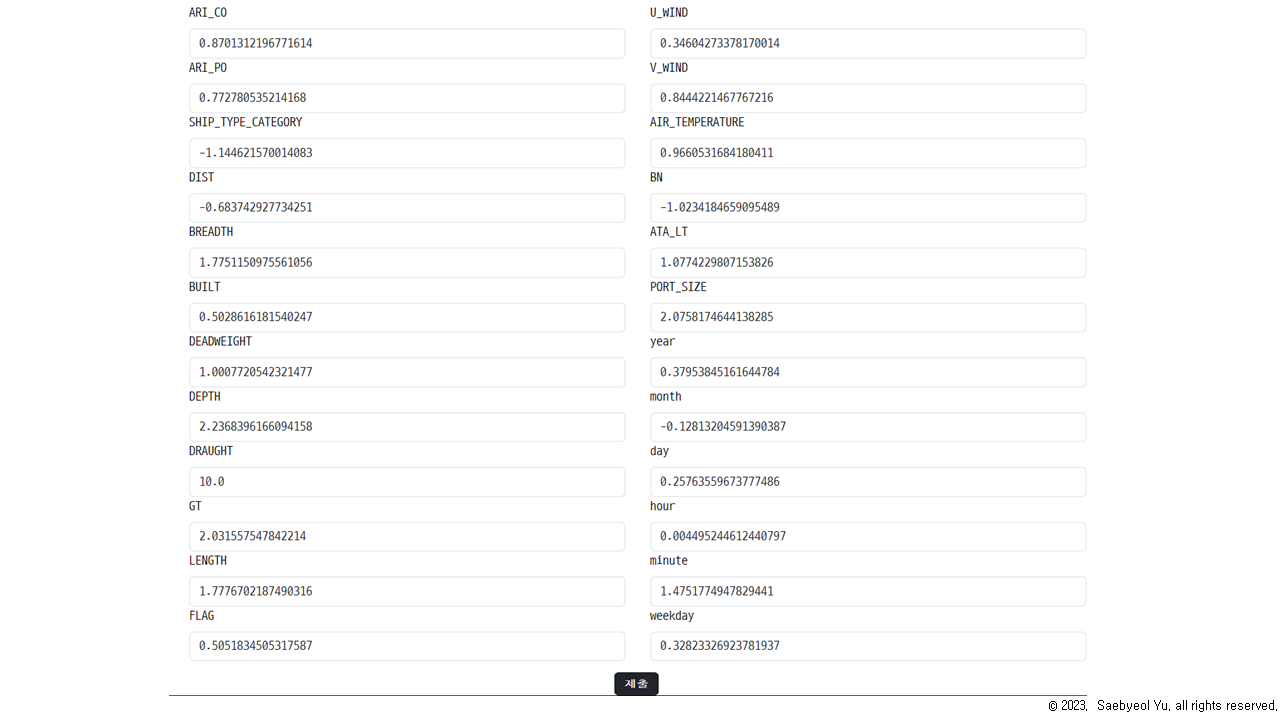 ARI_CO
0.8701312196771614
ARI_PO
0.772780535214168
SHIP_TYPE_CATEGORY
-1.144621570014083
DIST
-0.683742927734251
BREADTH
1.7751150975561056
BUILT
0.5028616181540247
DEADWEIGHT
1.0007720542321477
DEPTH
2.2368396166094158
DRAUGHT
10.0
GT
2.031557547842214
LENGTH
1.7776702187490316
FLAG
0.5051834505317587
U_WIND
0.34604273378170014
V_WIND
0.8444221467767216
AIR_TEMPERATURE
0.9660531684180411
BN
-1.0234184659095489
ATA_LT
1.0774229807153826
PORT_SIZE
2.0758174644138285
year
0.37953845161644784
month
-0.12813204591390387
day
0.25763559673777486
hour
0.004495244612440797
minute
1.4751774947829441
weekday
0.32823326923781937
제출
© 2023. Saebyeol Yu. all rights reserved.